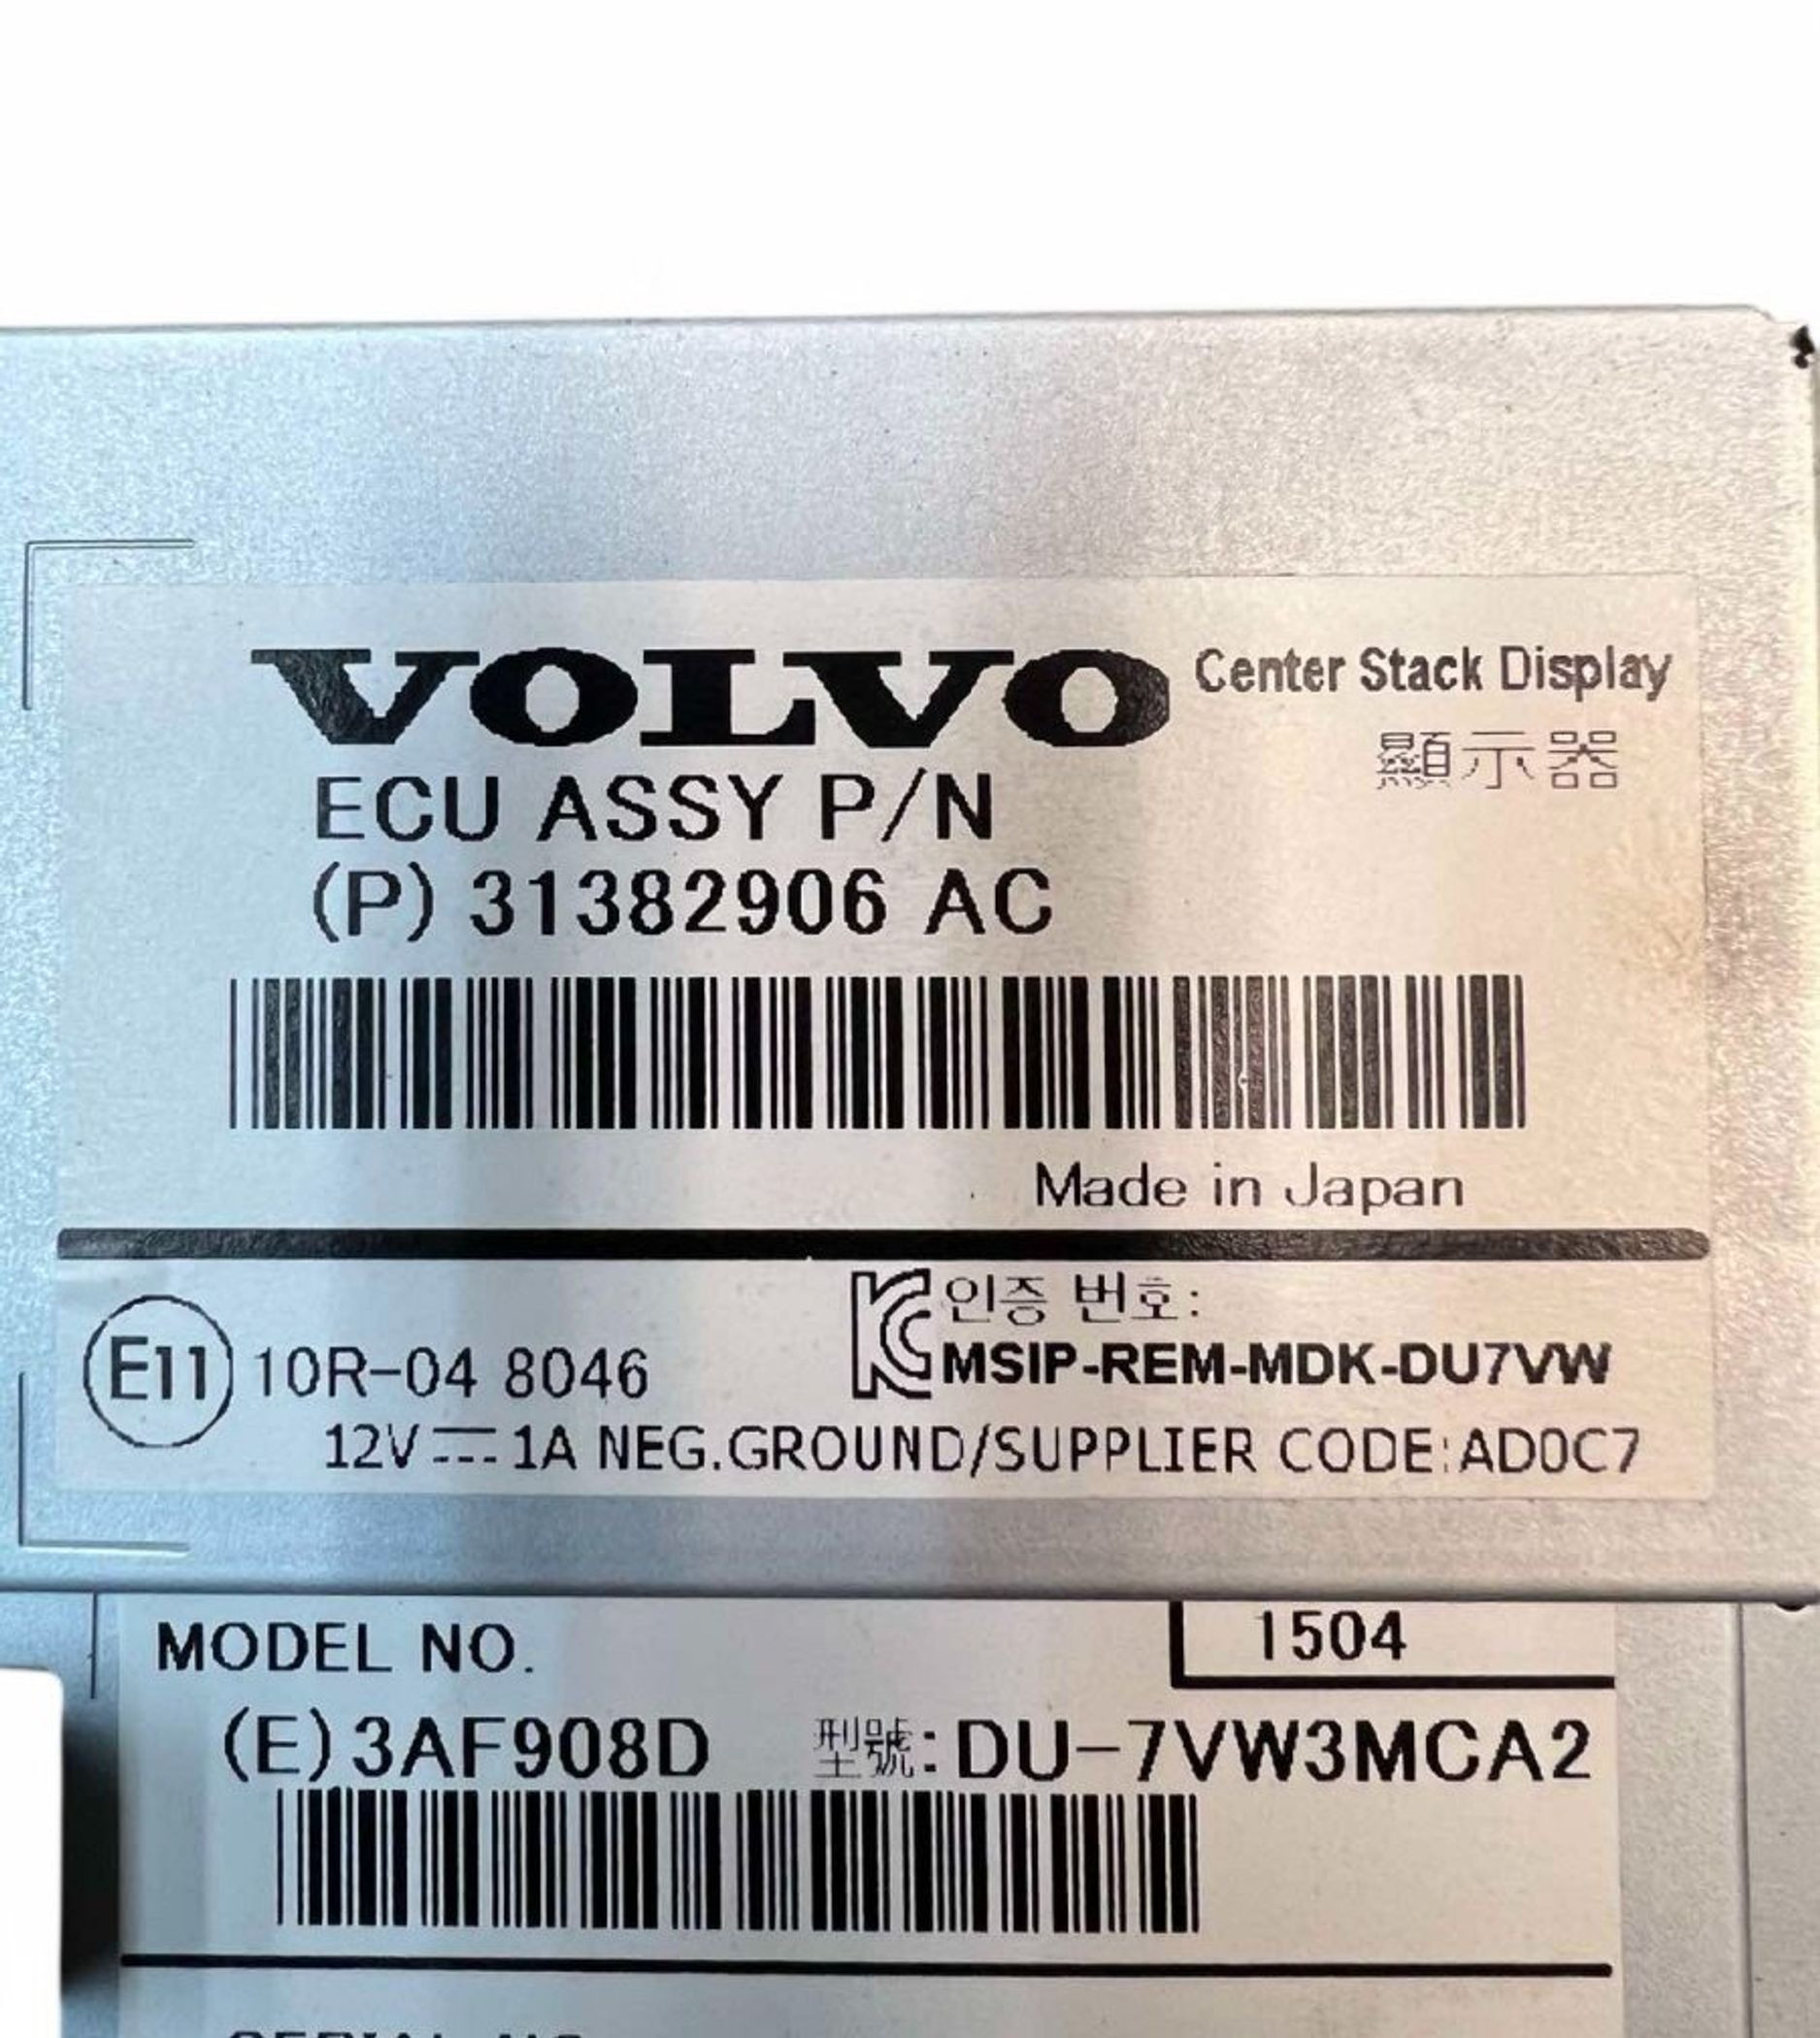 VOLVO Center Stack Display
顯示器
ECU ASSY P/N
(P) 31382906 AC
Made in Japan
인증 번호:
E11 10R-04 8046 MSIP-REM-MDK-DU7VW
12V 1A NEG.GROUND/SUPPLIER CODE:AD0C7
MODEL NO. 1504
(E)3AF908D 型號:DU-7VW3MCA2